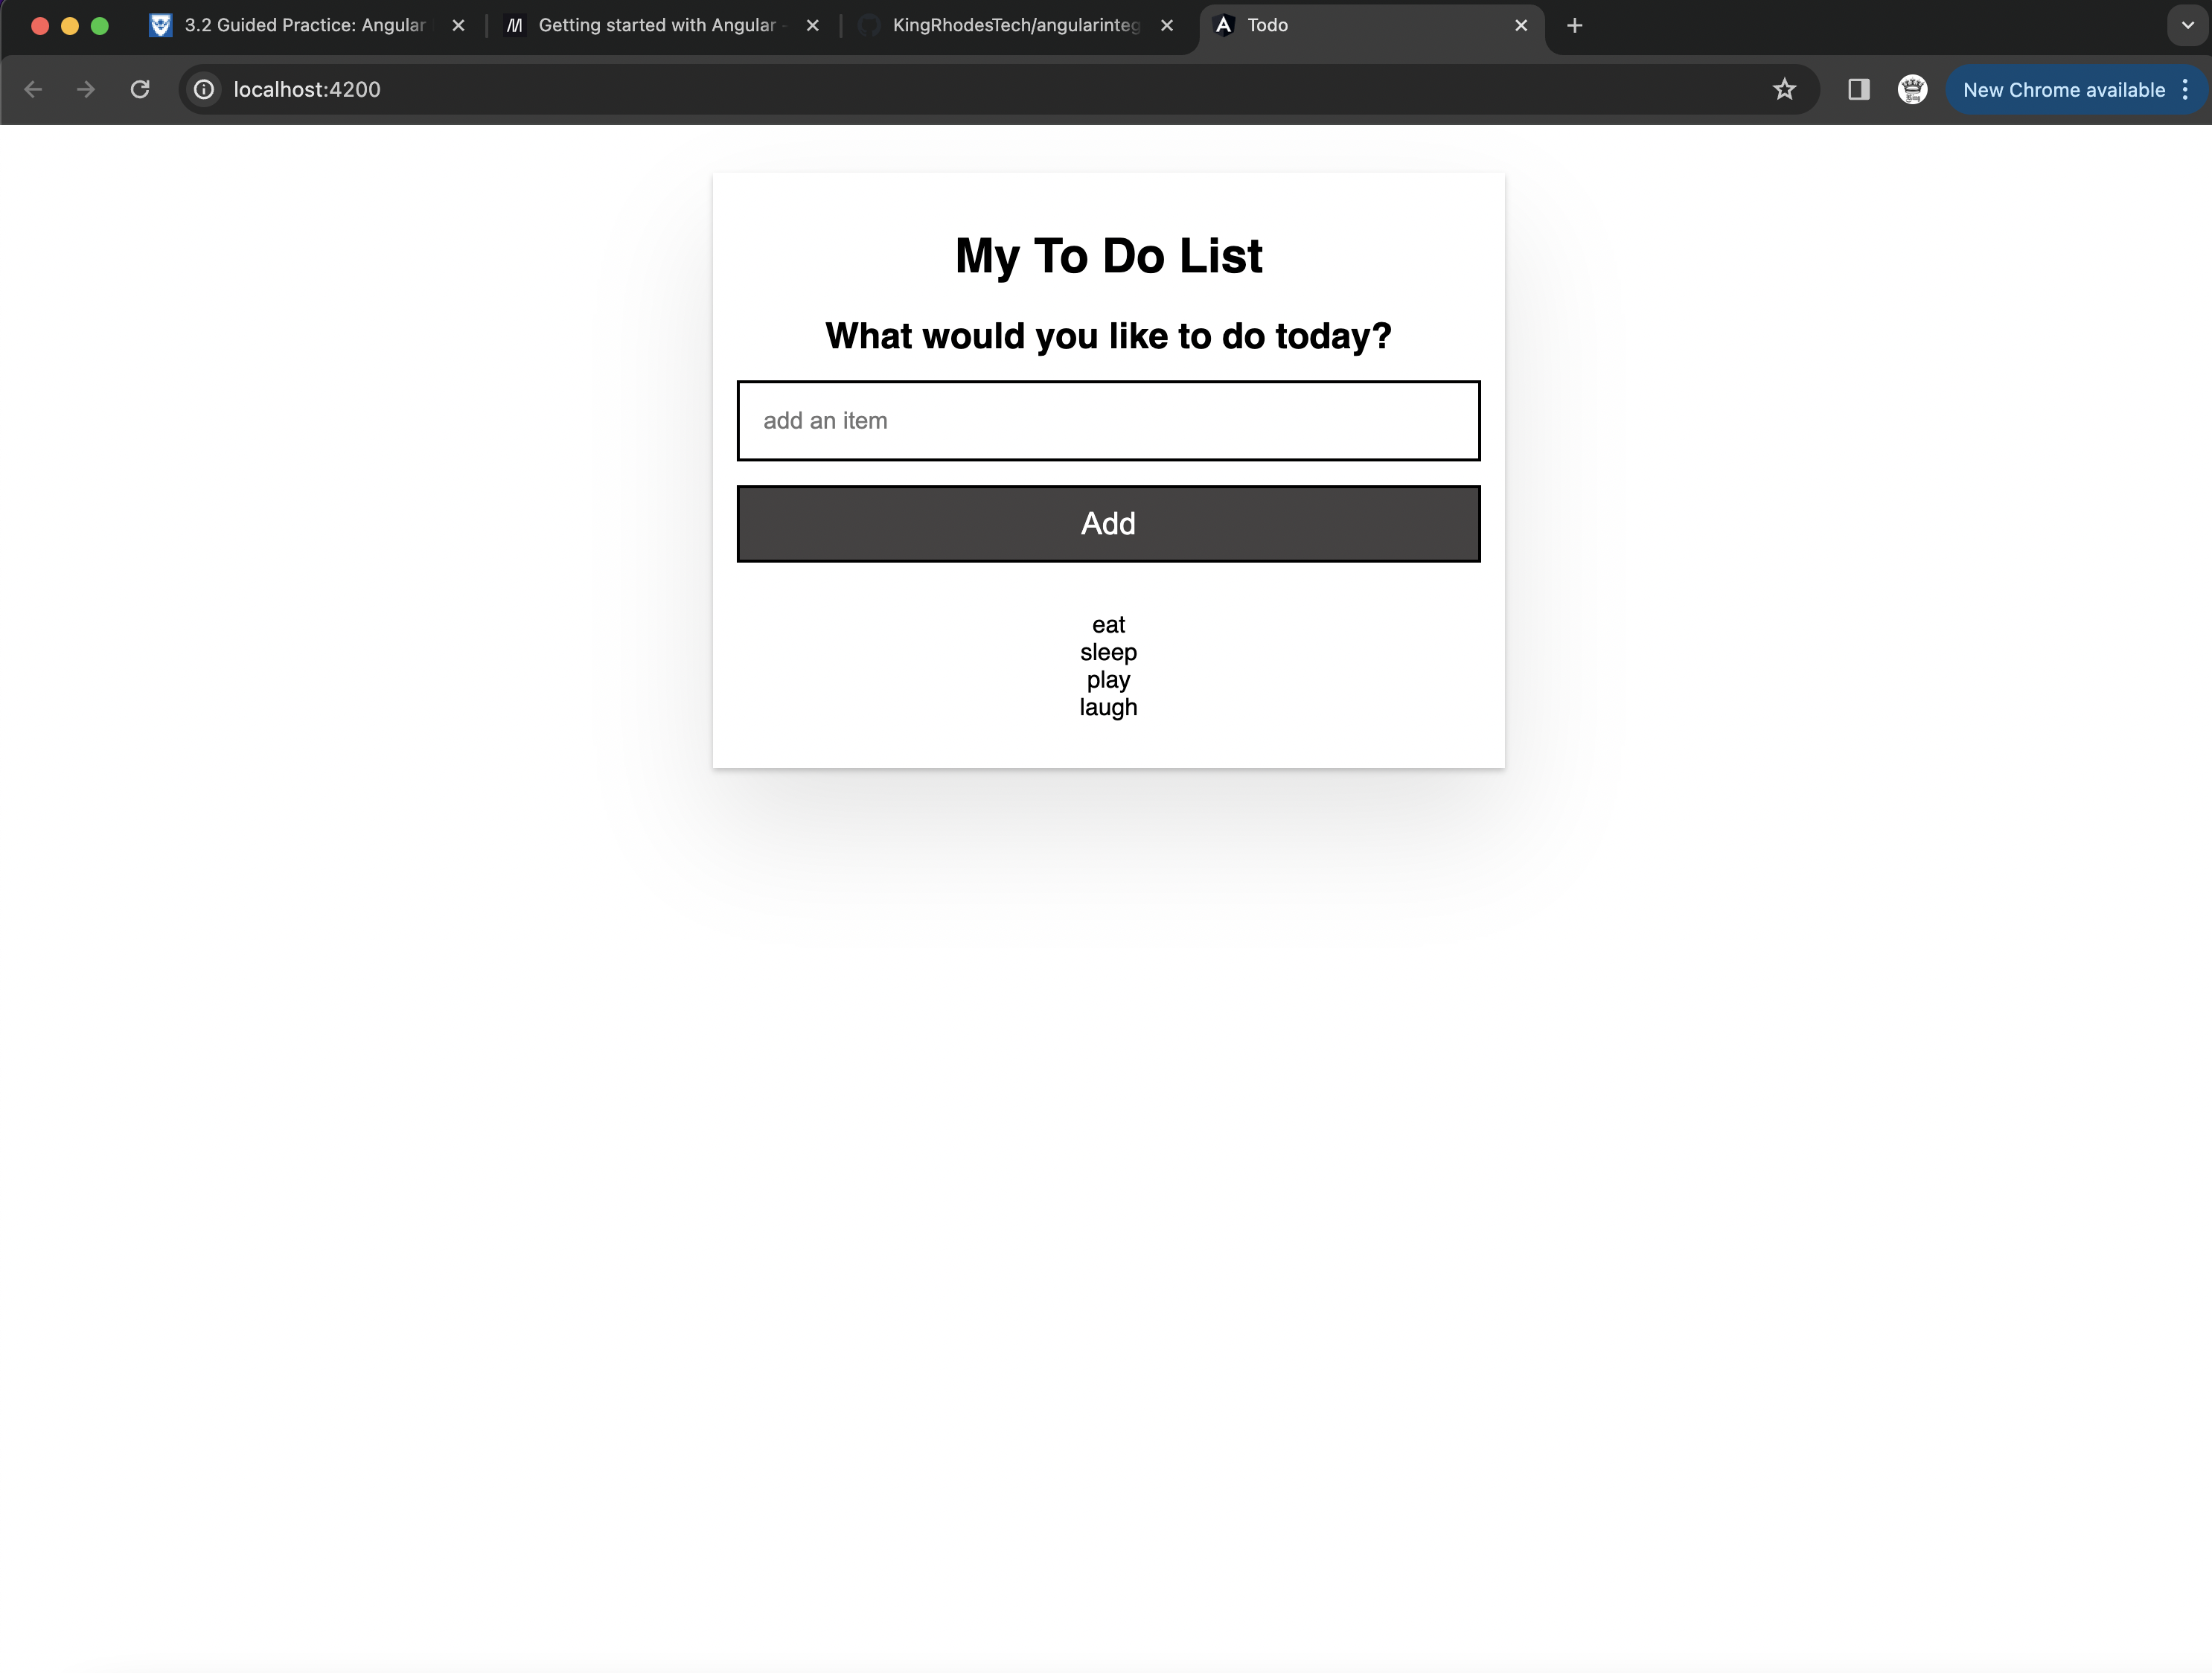 3.2 Guided Practice: Angular
Getting started with Angular -
KingRhodesTech/angularinteg
Todo
localhost:4200
New Chrome available
My To Do List
What would you like to do today?
add an item
Add
eat
sleep
play
laugh